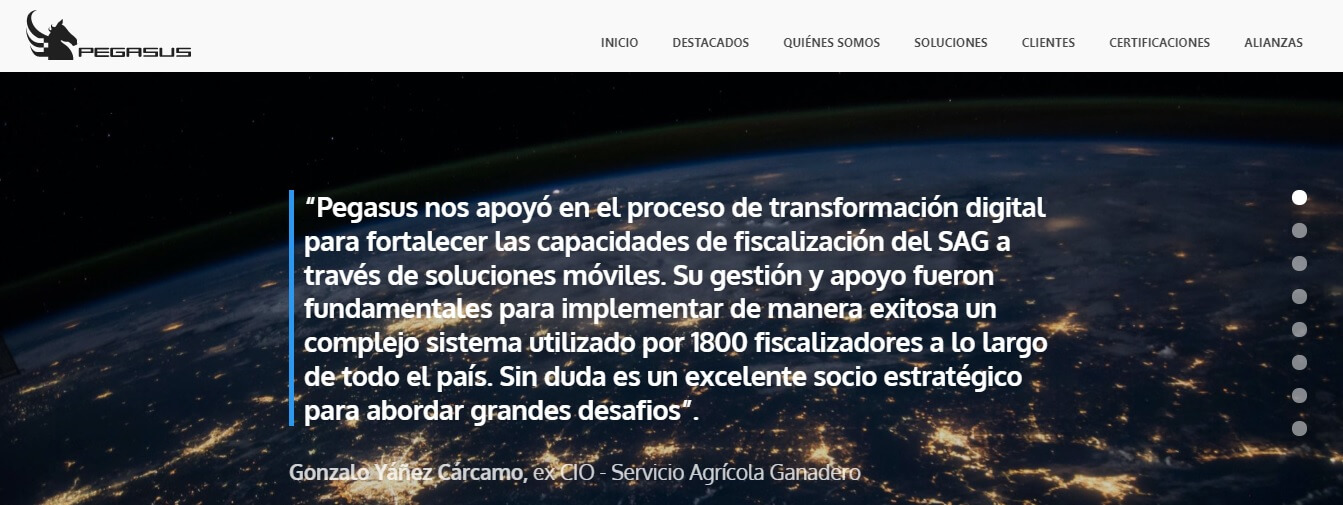 PEGASUS
INICIO DESTACADOS QUIÉNES SOMOS SOLUCIONES CLIENTES CERTIFICACIONES ALIANZAS
“Pegasus nos apoyó en el proceso de transformación digital
para fortalecer las capacidades de fiscalización del SAG a
través de soluciones móviles. Su gestión y apoyo fueron
fundamentales para implementar de manera exitosa un
complejo sistema utilizado por 1800 fiscalizadores a lo largo
de todo el país. Sin duda es un excelente socio estratégico
para abordar grandes desafios”.
Gonzalo Yáñez Cárcamo, ex CIO - Servicio Agrícola Ganadero